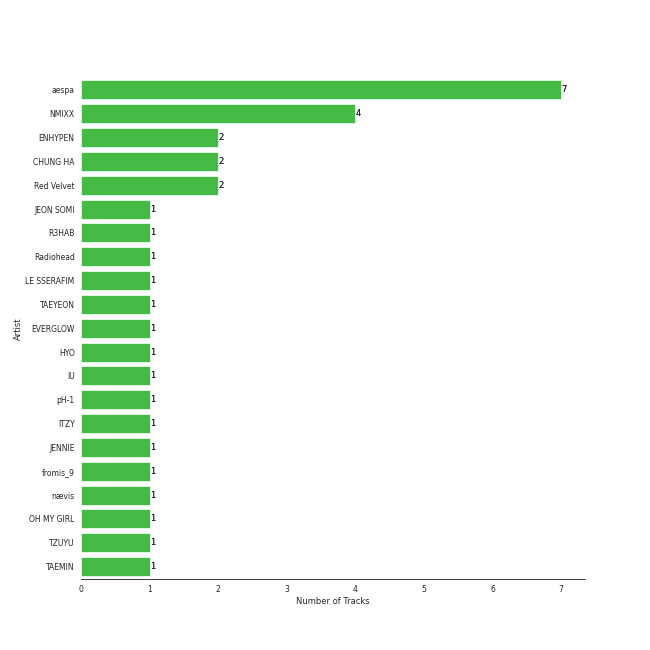 aespa 7
NMIXX 4
ENHYPEN 2
CHUNG HA 2
Red Velvet 2
JEON SOMI 1
R3HAB 1
Radiohead 1
LE SSERAFIM 1
TAEYEON 1
EVERGLOW 1
HYO 1
IU 1
pH-1 1
ITZY 1
JENNIE 1
fromis_9 1
nævis 1
OH MY GIRL 1
TZUYU 1
TAEMIN 1
Artist
0 1 2 3 4 5 6 7
Number of Tracks